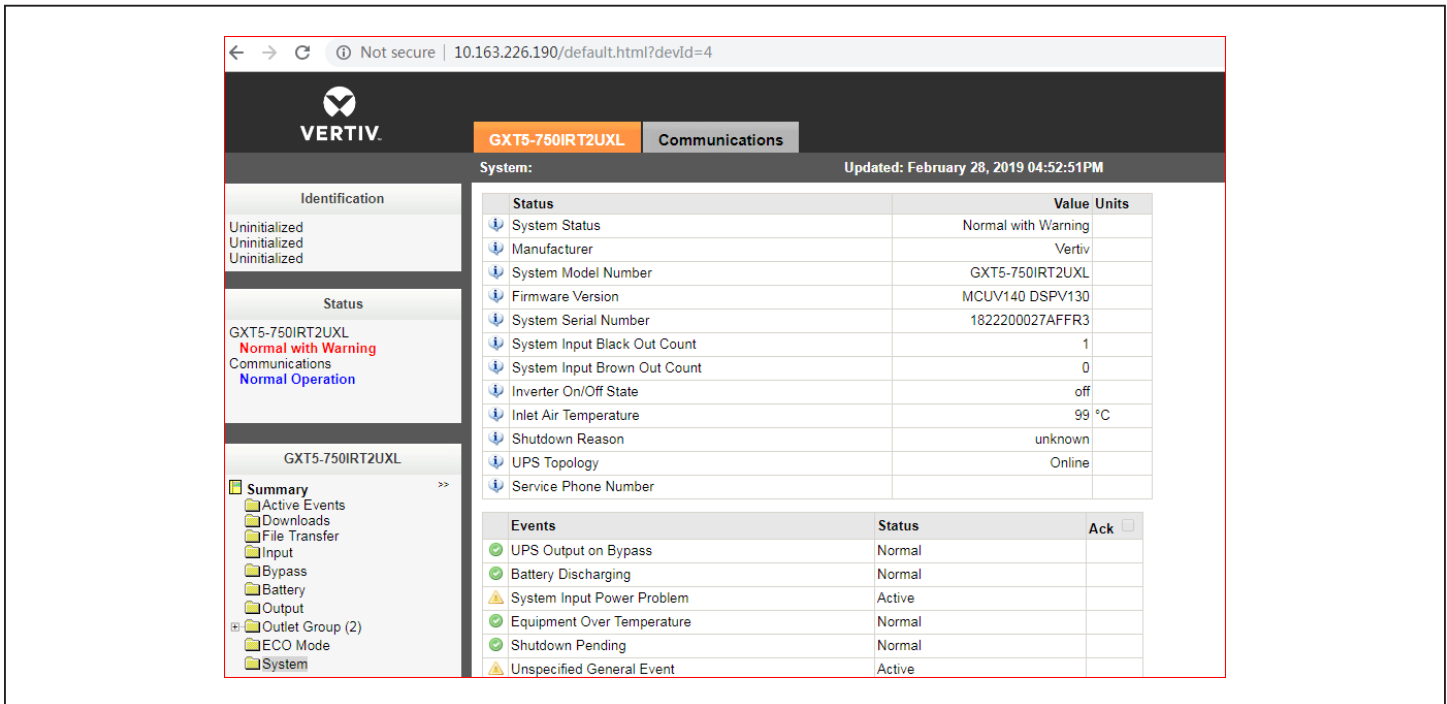 Not secure | 10.163.226.190/default.html?devId=4
VERTIV.
GXT5-750IRT2UXL Communications
System: Updated: February 28, 2019 04:52:51PM
Identification
Uninitialized
Uninitialized
Uninitialized
Status
GXT5-750IRT2UXL
Normal with Warning
Communications
Normal Operation
GXT5-750IRT2UXL
Summary >>
Active Events
Downloads
File Transfer
Input
Bypass
Battery
Output
Outlet Group (2)
ECO Mode
System
Status Value Units
System Status Normal with Warning
Manufacturer Vertiv
System Model Number GXT5-750IRT2UXL
Firmware Version MCUV140 DSPV130
System Serial Number 1822200027AFFR3
System Input Black Out Count 1
System Input Brown Out Count 0
Inverter On/Off State off
Inlet Air Temperature 99 °C
Shutdown Reason unknown
UPS Topology Online
Service Phone Number
Events Status Ack
UPS Output on Bypass Normal
Battery Discharging Normal
System Input Power Problem Active
Equipment Over Temperature Normal
Shutdown Pending Normal
Unspecified General Event Active